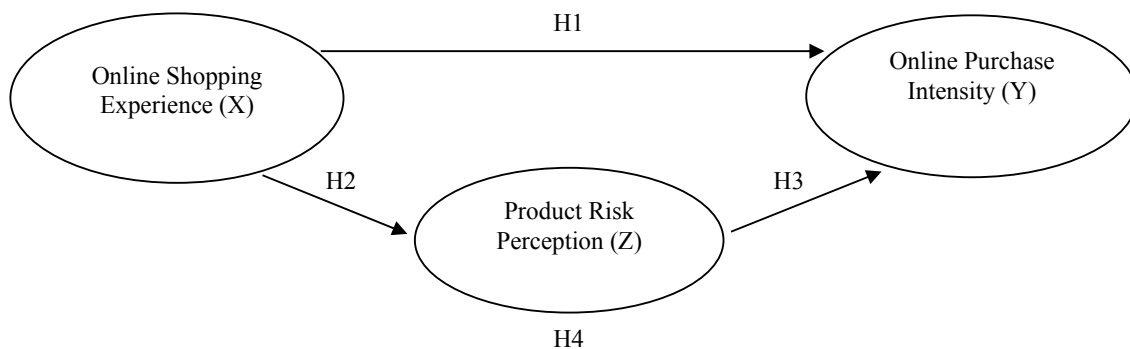 H1
Online Shopping
Experience (X)
Online Purchase
Intensity (Y)
H2
H3
Product Risk
Perception (Z)
H4